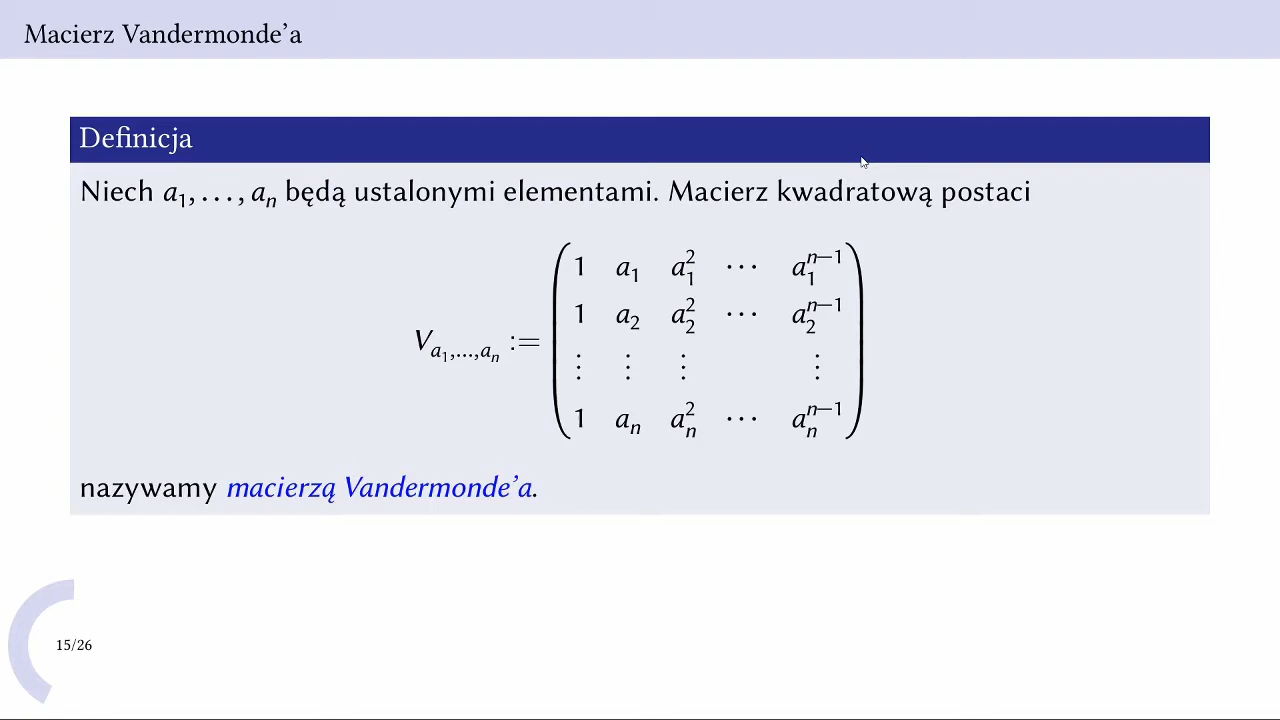 Macierz Vandermonde’a
Definicja
Niech a₁, . . . , aₙ będą ustalonymi elementami. Macierz kwadratową postaci
1 a₁ a₁² ⋯ a₁ⁿ⁻¹
1 a₂ a₂² ⋯ a₂ⁿ⁻¹
V_{a₁,...,aₙ} :=
⋮ ⋮ ⋮ ⋮
1 aₙ aₙ² ⋯ aₙⁿ⁻¹
nazywamy macierzą Vandermonde’a.
15/26